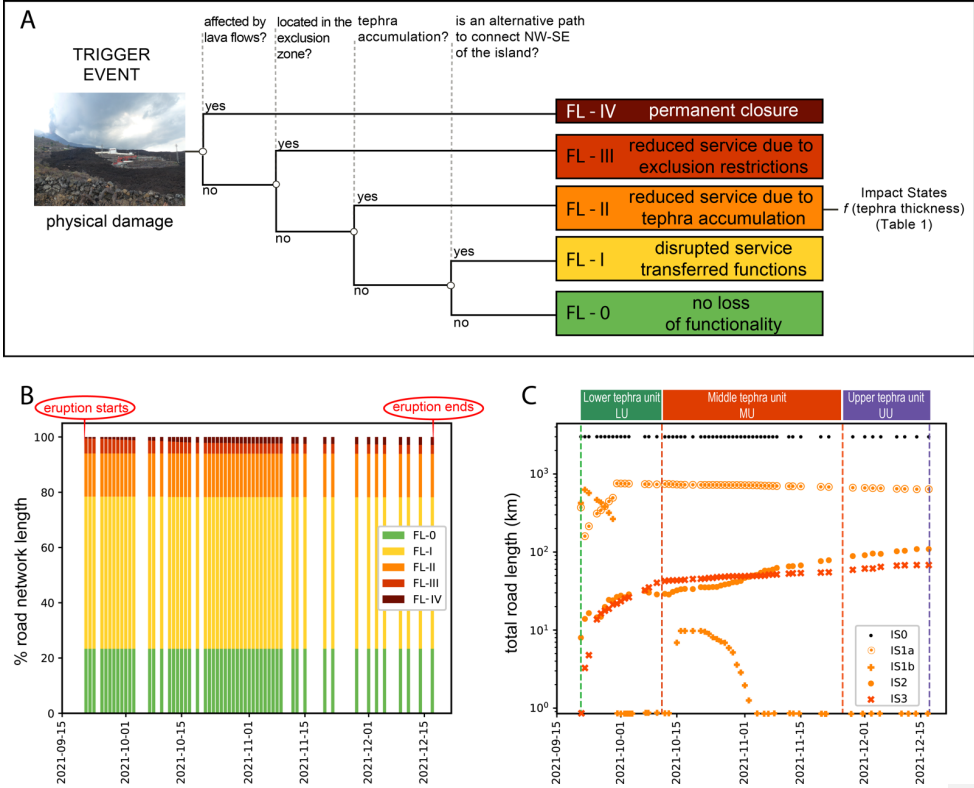 A
affected by
lava flows?
located in the
exclusion
zone?
tephra
accumulation?
is an alternative path
to connect NW-SE
of the island?
TRIGGER
EVENT
physical damage
yes
no
yes
no
yes
no
yes
no
FL - IV permanent closure
FL - III reduced service due to
exclusion restrictions
FL - II reduced service due to
tephra accumulation
FL - I disrupted service
transferred functions
FL - 0 no loss
of functionality
Impact States
f (tephra thickness)
(Table 1)
B
eruption starts
eruption ends
% road network length
100
80
60
40
20
0
FL-0
FL-I
FL-II
FL-III
FL-IV
2021-09-15
2021-10-01
2021-10-15
2021-11-01
2021-11-15
2021-12-01
2021-12-15
C
Lower tephra unit
LU
Middle tephra unit
MU
Upper tephra unit
UU
total road length (km)
10³
10²
10¹
10⁰
IS0
IS1a
IS1b
IS2
IS3
2021-09-15
2021-10-01
2021-10-15
2021-11-01
2021-11-15
2021-12-01
2021-12-15